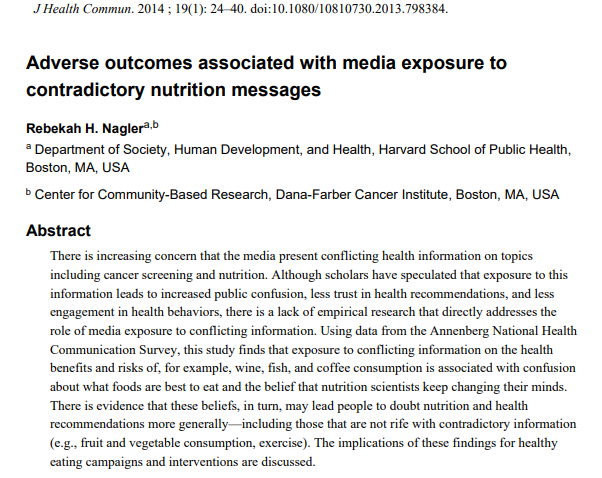 J Health Commun. 2014 ; 19(1): 24–40. doi:10.1080/10810730.2013.798384.
Adverse outcomes associated with media exposure to
contradictory nutrition messages
Rebekah H. Nagler a,b
a Department of Society, Human Development, and Health, Harvard School of Public Health,
Boston, MA, USA
b Center for Community-Based Research, Dana-Farber Cancer Institute, Boston, MA, USA
Abstract
There is increasing concern that the media present conflicting health information on topics
including cancer screening and nutrition. Although scholars have speculated that exposure to this
information leads to increased public confusion, less trust in health recommendations, and less
engagement in health behaviors, there is a lack of empirical research that directly addresses the
role of media exposure to conflicting information. Using data from the Annenberg National Health
Communication Survey, this study finds that exposure to conflicting information on the health
benefits and risks of, for example, wine, fish, and coffee consumption is associated with confusion
about what foods are best to eat and the belief that nutrition scientists keep changing their minds.
There is evidence that these beliefs, in turn, may lead people to doubt nutrition and health
recommendations more generally—including those that are not rife with contradictory information
(e.g., fruit and vegetable consumption, exercise). The implications of these findings for healthy
eating campaigns and interventions are discussed.